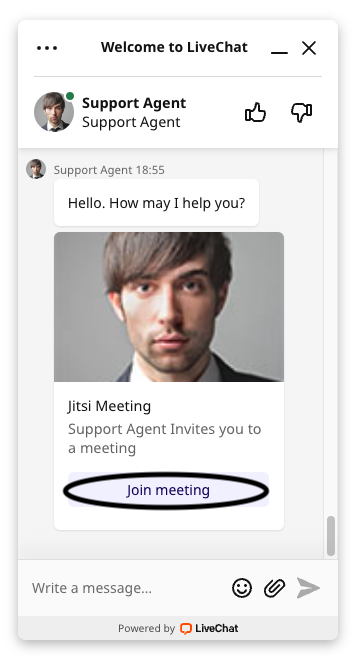 Welcome to LiveChat
Support Agent
Support Agent
Support Agent 18:55
Hello. How may I help you?
Jitsi Meeting
Support Agent Invites you to
a meeting
Join meeting
Write a message...
Powered by LiveChat